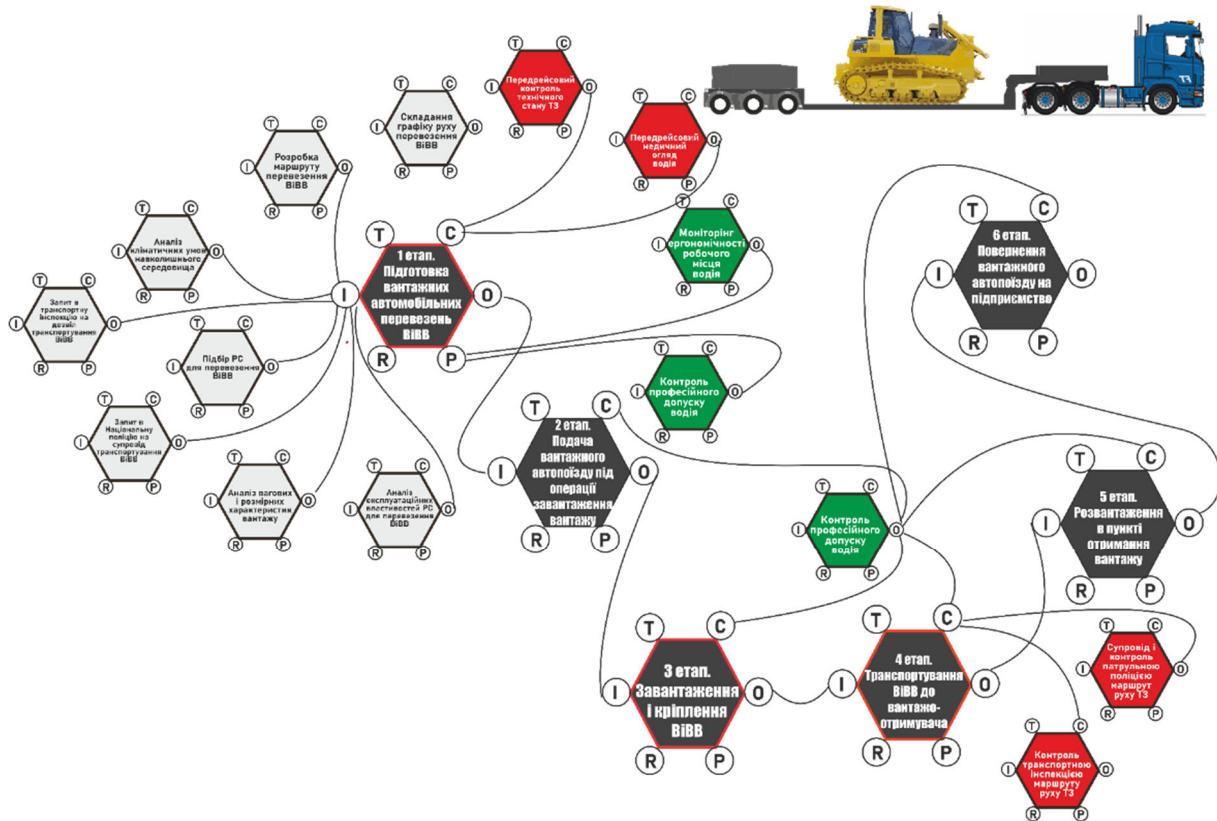 Передрейсовий
контроль
технічного
стану ТЗ
T
C
I
O
R
P
Складання
графіку руху
перевезення
ВіВВ
T
C
I
O
R
P
Розробка
маршруту
перевезення
ВіВВ
T
C
I
O
R
P
Передрейсовий
медичний
огляд
водія
T
C
I
O
R
P
Моніторинг
ергономічності
робочого
місця
водія
T
C
I
O
R
P
Аналіз
кліматичних умов
навколишнього
середовища
T
C
I
O
R
P
1 етап.
Підготовка
вантажних
автомобільних
перевезень
ВіВВ
T
C
I
O
R
P
6 етап.
Повернення
вантажного
автопоїзду на
підприємство
T
C
I
O
R
P
Запит в
транспортну
інспекцію на
дозвіл
транспортування
ВіВВ
T
C
I
O
R
P
Підбір РС
для перевезення
ВіВВ
T
C
I
O
R
P
Контроль
професійного
допуску
водія
T
C
I
O
R
P
Запит в
Національну
поліцію на
супровід
транспортування
ВіВВ
T
C
I
O
R
P
2 етап.
Подача
вантажного
автопоїзду під
операції
завантаження
вантажу
T
C
I
O
R
P
Аналіз вагових
і розмірних
характеристик
вантажу
T
C
I
O
R
P
Аналіз
експлуатаційних
властивостей РС
для перевезення
ВіВВ
T
C
I
O
R
P
Контроль
професійного
допуску
водія
T
C
I
O
R
P
5 етап.
Розвантаження
в пункті
отримання
вантажу
T
C
I
O
R
P
3 етап.
Завантаження
і кріплення
ВіВВ
T
C
I
O
R
P
4 етап.
Транспортування
ВіВВ до
вантажо-
отримувача
T
C
I
O
R
P
Супровід і
контроль
патрульною
поліцією
маршрут
руху ТЗ
T
C
I
O
R
P
Контроль
транспортною
інспекцією
маршруту
руху ТЗ
T
C
I
O
R
P